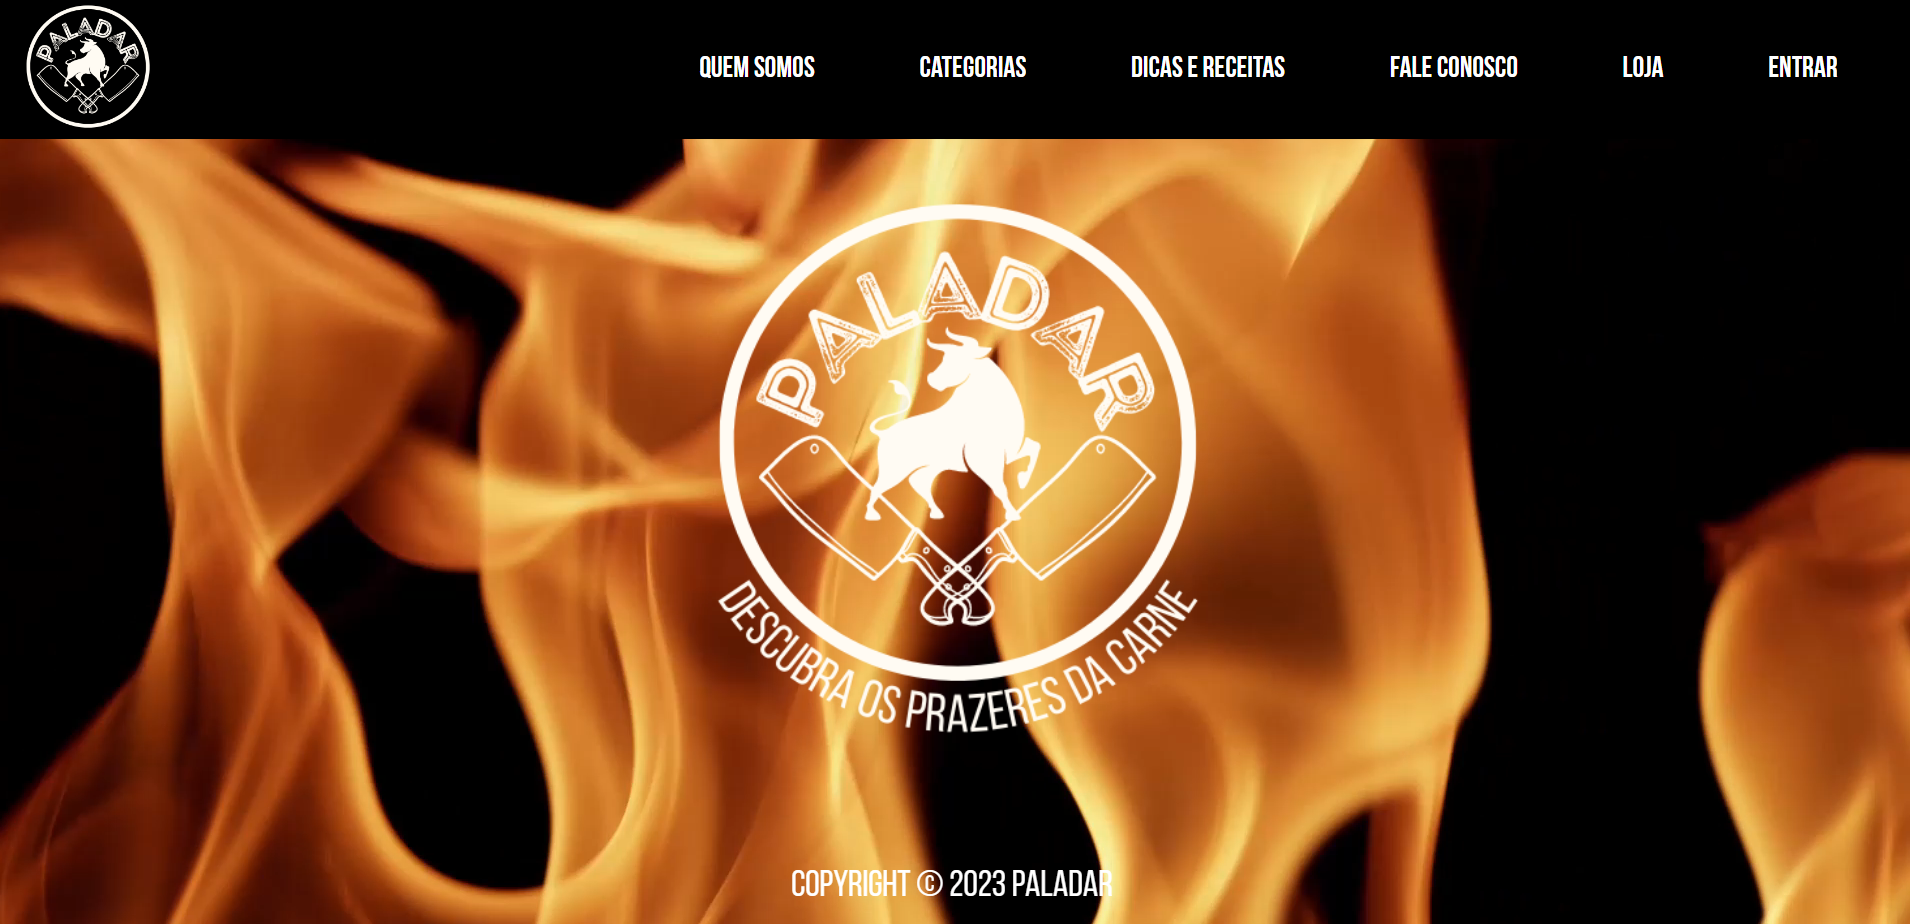 PALADAR
QUEM SOMOS
CATEGORIAS
DICAS E RECEITAS
FALE CONOSCO
LOJA
ENTRAR
PALADAR
DESCUBRA OS PRAZERES DA CARNE
COPYRIGHT © 2023 PALADAR